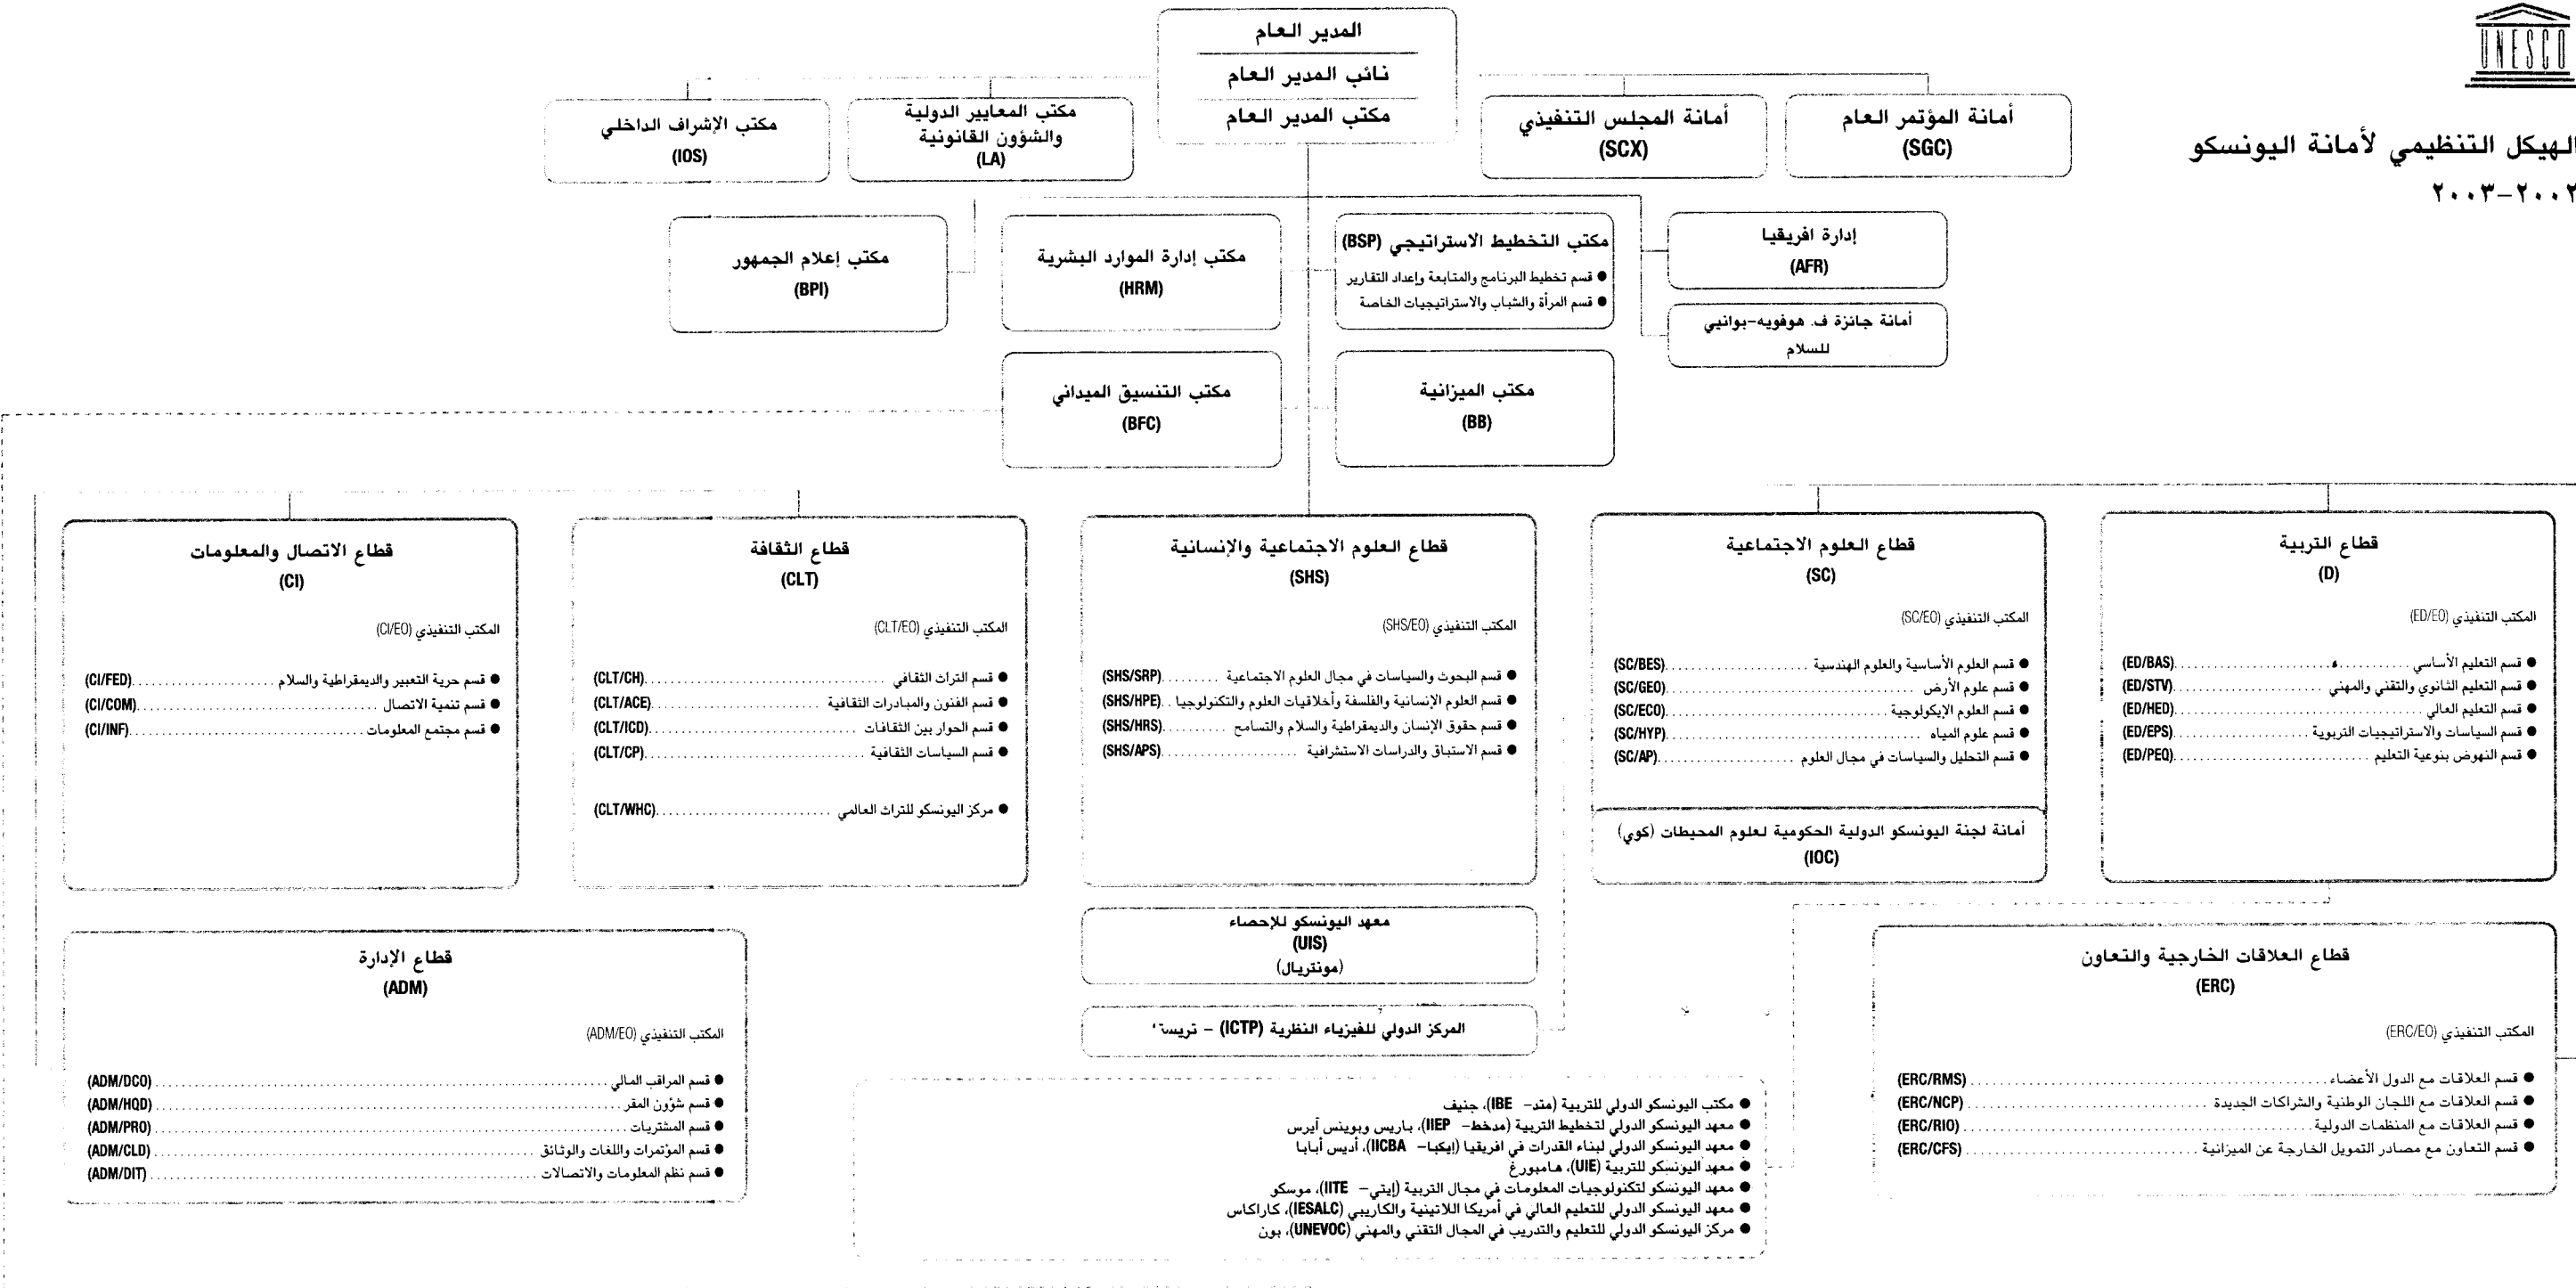 UNESCO
الهيكل التنظيمي لأمانة اليونسكو
٢٠٠٢-٢٠٠٣
المدير العام
نائب المدير العام
مكتب المدير العام
أمانة المؤتمر العام
(SGC)
أمانة المجلس التنفيذي
(SCX)
مكتب المعايير الدولية
والشؤون القانونية
(LA)
مكتب الإشراف الداخلي
(IOS)
إدارة افريقيا
(AFR)
أمانة جائزة ف. هوفويه-بوانيي
للسلام
مكتب التخطيط الاستراتيجي (BSP)
● قسم تخطيط البرنامج والمتابعة وإعداد التقارير
● قسم المرأة والشباب والاستراتيجيات الخاصة
مكتب إدارة الموارد البشرية
(HRM)
مكتب إعلام الجمهور
(BPI)
مكتب الميزانية
(BB)
مكتب التنسيق الميداني
(BFC)
قطاع التربية
(D)
المكتب التنفيذي (ED/EO)
● قسم التعليم الأساسي ........ (ED/BAS)
● قسم التعليم الثانوي والتقني والمهني ........ (ED/STV)
● قسم التعليم العالي ........ (ED/HED)
● قسم السياسات والاستراتيجيات التربوية ........ (ED/EPS)
● قسم النهوض بنوعية التعليم ........ (ED/PEQ)
قطاع العلوم الاجتماعية
(SC)
المكتب التنفيذي (SC/EO)
● قسم العلوم الأساسية والعلوم الهندسية ........ (SC/BES)
● قسم علوم الأرض ........ (SC/GEO)
● قسم العلوم الإيكولوجية ........ (SC/ECO)
● قسم علوم المياه ........ (SC/HYP)
● قسم التحليل والسياسات في مجال العلوم ........ (SC/AP)
أمانة لجنة اليونسكو الدولية الحكومية لعلوم المحيطات (كوي)
(IOC)
قطاع العلوم الاجتماعية والإنسانية
(SHS)
المكتب التنفيذي (SHS/EO)
● قسم البحوث والسياسات في مجال العلوم الاجتماعية ........ (SHS/SRP)
● قسم العلوم الإنسانية والفلسفة وأخلاقيات العلوم والتكنولوجيا .. (SHS/HPE)
● قسم حقوق الإنسان والديمقراطية والسلام والتسامح ........ (SHS/HRS)
● قسم الاستباق والدراسات الاستشرافية ........ (SHS/APS)
قطاع الثقافة
(CLT)
المكتب التنفيذي (CLT/EO)
● قسم التراث الثقافي ........ (CLT/CH)
● قسم الفنون والمبادرات الثقافية ........ (CLT/ACE)
● قسم الحوار بين الثقافات ........ (CLT/ICD)
● قسم السياسات الثقافية ........ (CLT/CP)
● مركز اليونسكو للتراث العالمي ........ (CLT/WHC)
قطاع الاتصال والمعلومات
(CI)
المكتب التنفيذي (CI/EO)
● قسم حرية التعبير والديمقراطية والسلام ........ (CI/FED)
● قسم تنمية الاتصال ........ (CI/COM)
● قسم مجتمع المعلومات ........ (CI/INF)
معهد اليونسكو للإحصاء
(UIS)
(مونتريال)
المركز الدولي للفيزياء النظرية (ICTP) –
قطاع العلاقات الخارجية والتعاون
(ERC)
المكتب التنفيذي (ERC/EO)
● قسم العلاقات مع الدول الأعضاء ........ (ERC/RMS)
● قسم العلاقات مع اللجان الوطنية والشراكات الجديدة ........ (ERC/NCP)
● قسم العلاقات مع المنظمات الدولية ........ (ERC/RIO)
● قسم التعاون مع مصادر التمويل الخارجة عن الميزانية ........ (ERC/CFS)
● مكتب اليونسكو الدولي للتربية (متد– IBE)، جنيف
● معهد اليونسكو الدولي لتخطيط التربية (مدخط– IIEP)، باريس وبوينس آيرس
● معهد اليونسكو الدولي لبناء القدرات في افريقيا (إيكبا– IICBA)، أديس أبابا
● معهد اليونسكو للتربية (UIE)، هامبورغ
● معهد اليونسكو لتكنولوجيات المعلومات في مجال التربية (إيتي– IITE)، موسكو
● معهد اليونسكو الدولي للتعليم العالي في أمريكا اللاتينية والكاريبي (IESALC)، كاراكاس
● مركز اليونسكو الدولي للتعليم والتدريب في المجال التقني والمهني (UNEVOC)، بون
قطاع الإدارة
(ADM)
المكتب التنفيذي (ADM/EO)
● قسم المراقب المالي ........ (ADM/DCO)
● قسم شؤون المقر ........ (ADM/HQD)
● قسم المشتريات ........ (ADM/PRO)
● قسم المؤتمرات واللغات والوثائق ........ (ADM/CLD)
● قسم نظم المعلومات والاتصالات ........ (ADM/DIT)